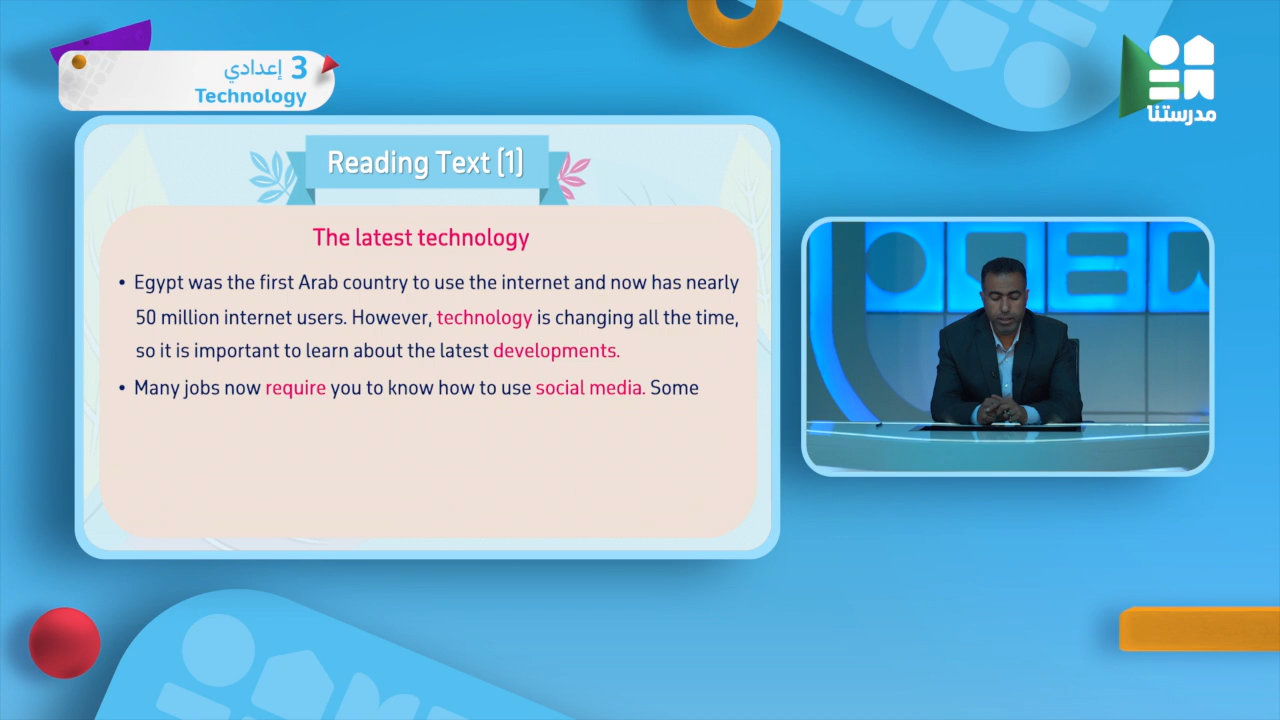 3 إعدادي
Technology
مدرستنا
Reading Text (1)
The latest technology
• Egypt was the first Arab country to use the internet and now has nearly
50 million internet users. However, technology is changing all the time,
so it is important to learn about the latest developments.
• Many jobs now require you to know how to use social media. Some